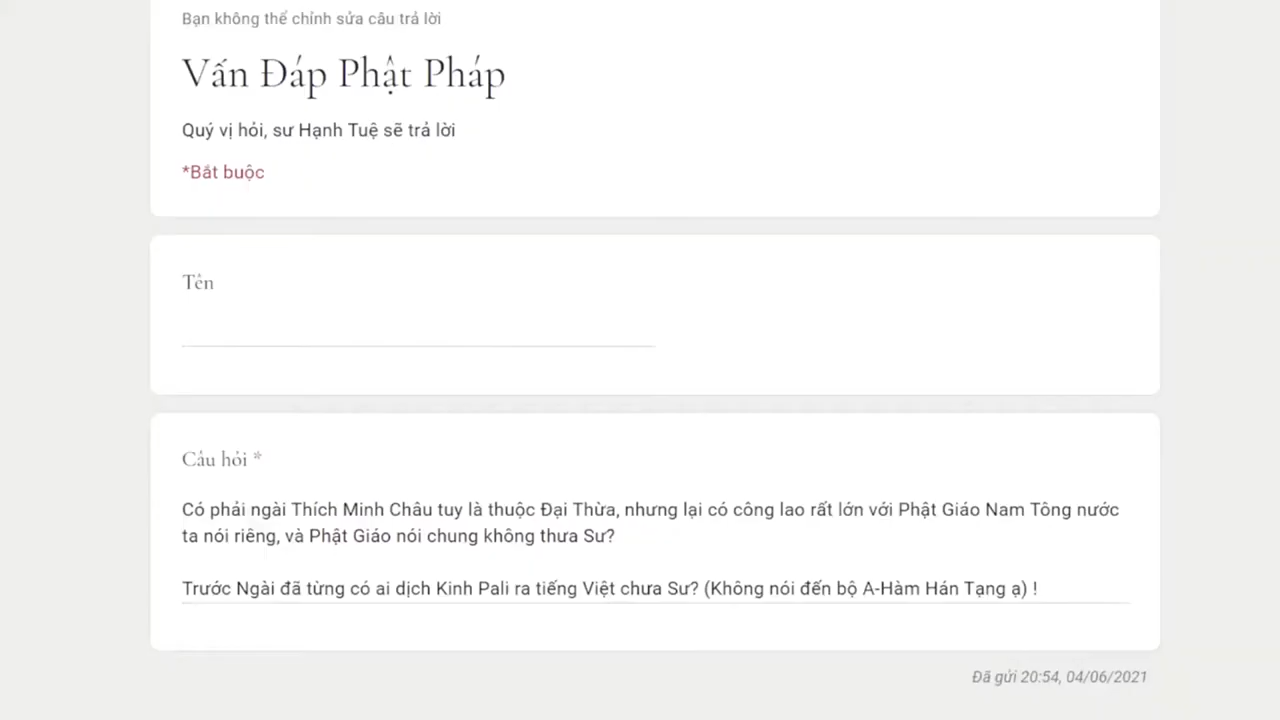 Bạn không thể chỉnh sửa câu trả lời
Vấn Đáp Phật Pháp
Quý vị hỏi, sư Hạnh Tuệ sẽ trả lời
*Bắt buộc
Tên
Câu hỏi *
Có phải ngài Thích Minh Châu tuy là thuộc Đại Thừa, nhưng lại có công lao rất lớn với Phật Giáo Nam Tông nước
ta nói riêng, và Phật Giáo nói chung không thưa Sư?
Trước Ngài đã từng có ai dịch Kinh Pali ra tiếng Việt chưa Sư? (Không nói đến bộ A-Hàm Hán Tạng ạ) !
Đã gửi 20:54, 04/06/2021